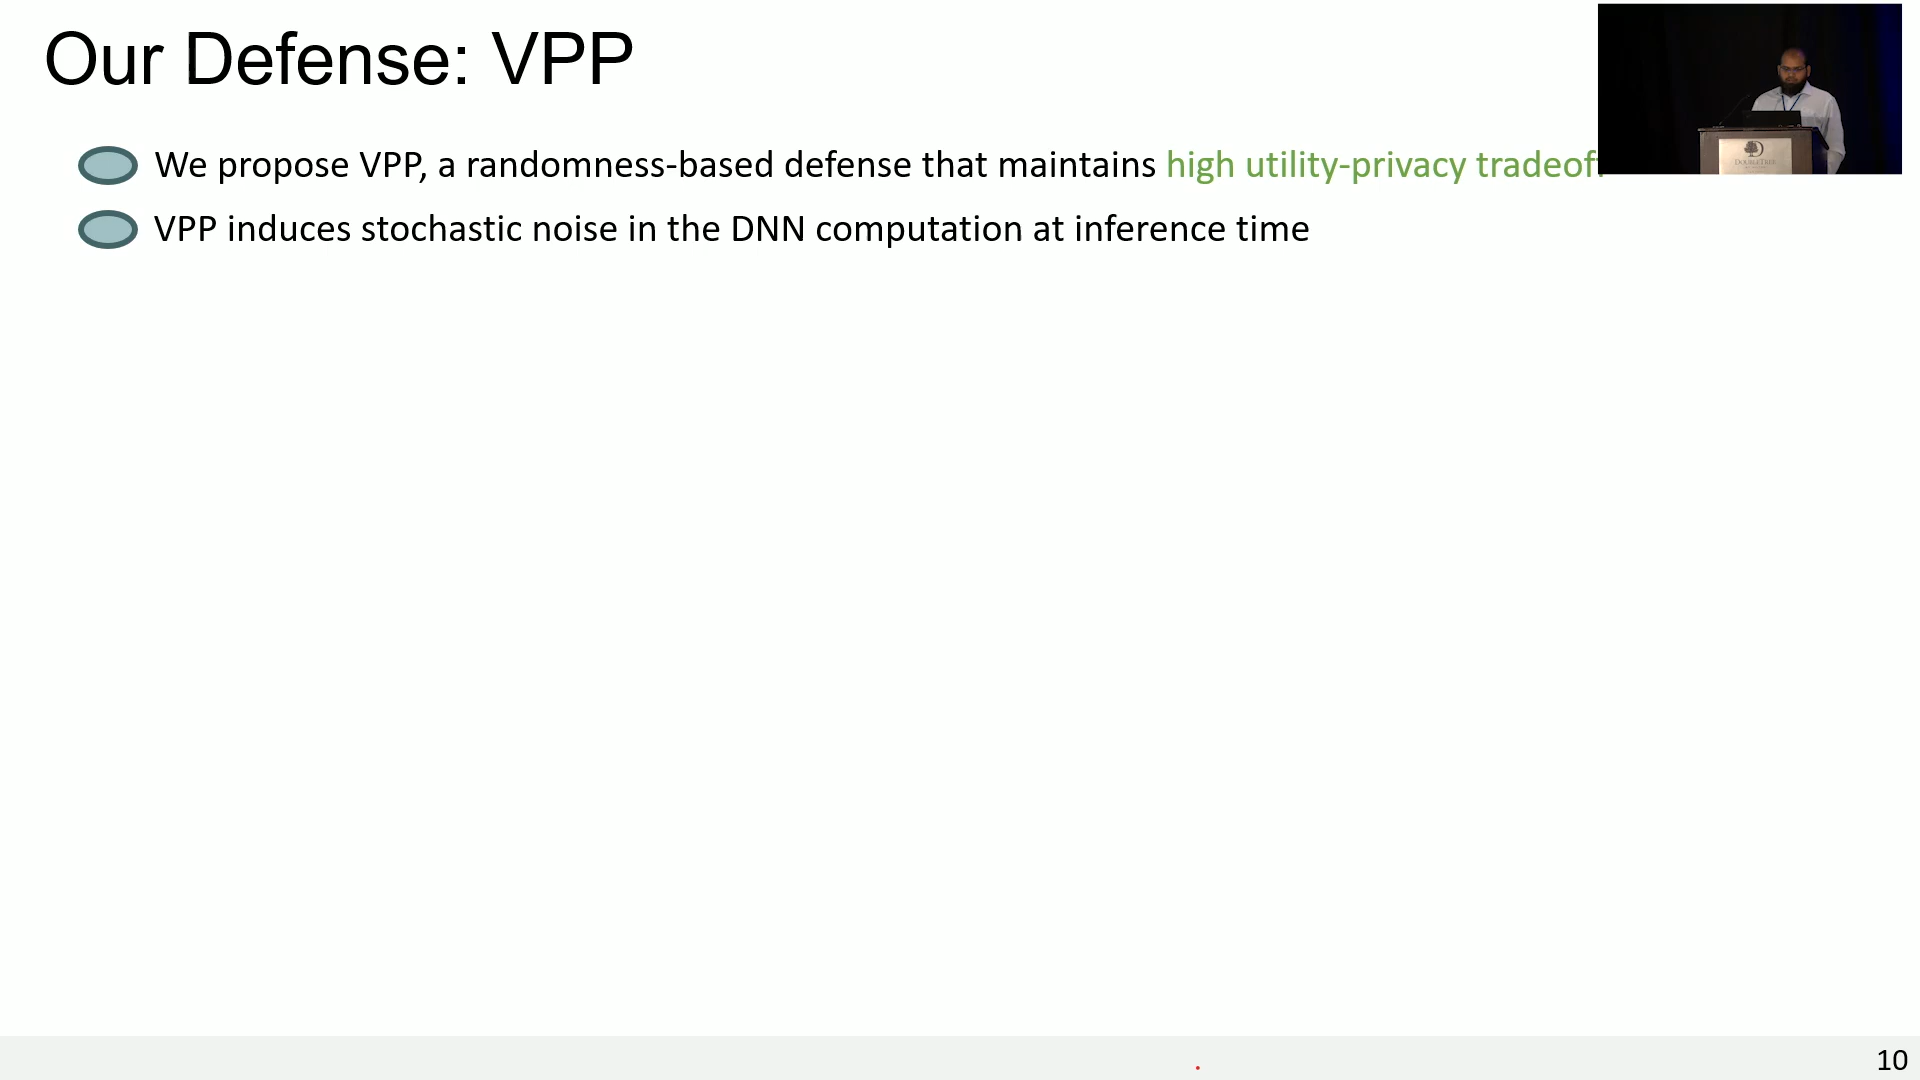 Our Defense: VPP
We propose VPP, a randomness-based defense that maintains high utility-privacy
VPP induces stochastic noise in the DNN computation at inference time
DOUBLETREE
10